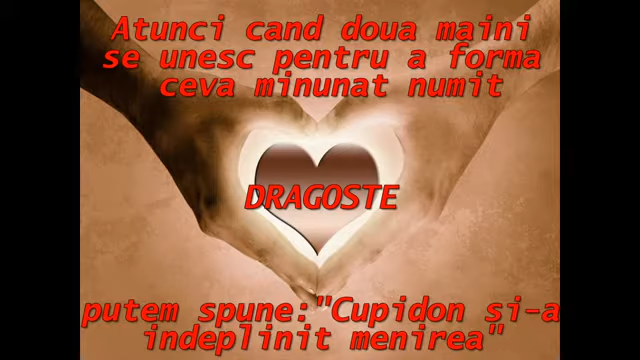 Atunci cand doua maini
se unesc pentru a forma
ceva minunat numit
DRAGOSTE
putem spune:"Cupidon si-a
indeplinit menirea"